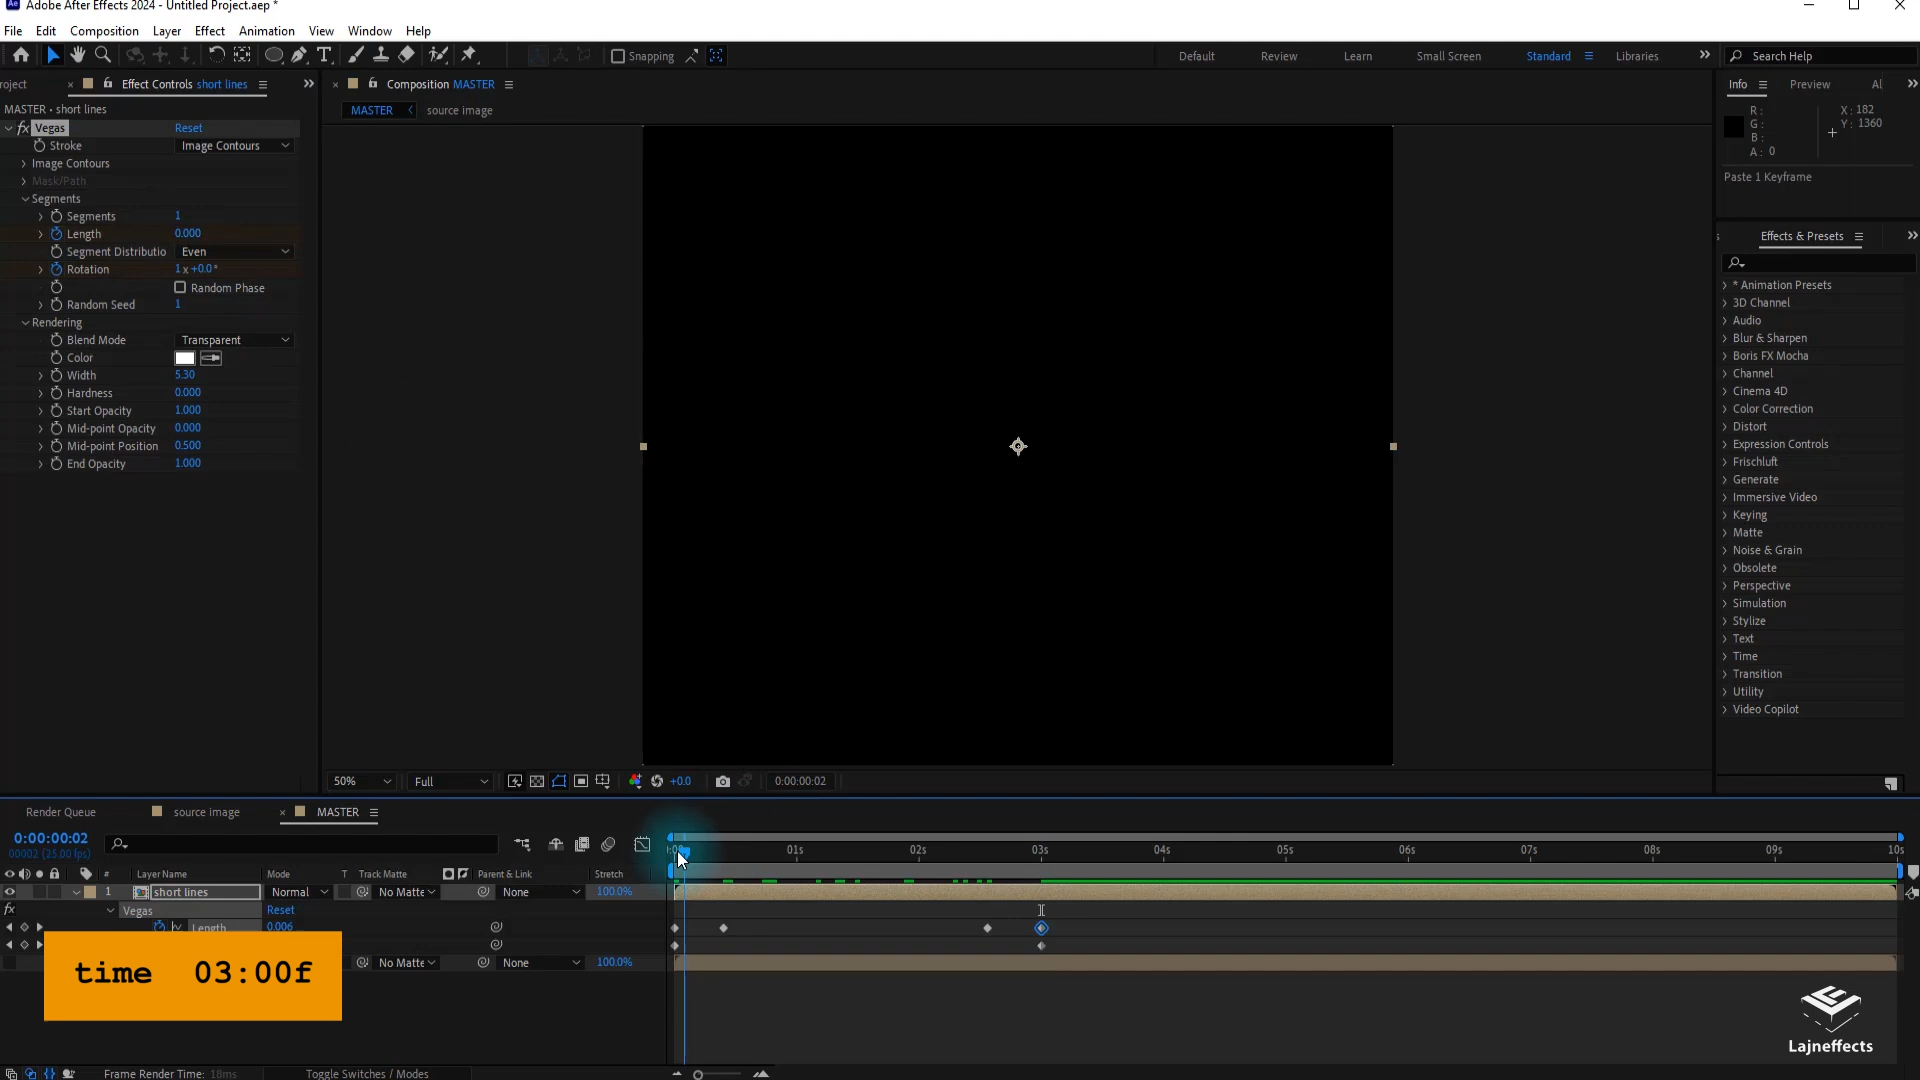 Adobe After Effects 2024 - Untitled Project.aep *
File Edit Composition Layer Effect Animation View Window Help
Snapping
Default Review Learn Small Screen Standard Libraries Search Help
roject Effect Controls short lines
Composition MASTER
Info Preview Al
MASTER • short lines
MASTER source image
fx Vegas Reset
Stroke Image Contours
Image Contours
Mask/Path
Segments
Segments 1
Length 0.000
Segment Distributio Even
Rotation 1 x +0.0°
Random Phase
Random Seed 1
Rendering
Blend Mode Transparent
Color
Width 5.30
Hardness 0.000
Start Opacity 1.000
Mid-point Opacity 0.000
Mid-point Position 0.500
End Opacity 1.000
R :
G :
B :
A : 0
X : 182
Y : 1360
Paste 1 Keyframe
Effects & Presets
* Animation Presets
3D Channel
Audio
Blur & Sharpen
Boris FX Mocha
Channel
Cinema 4D
Color Correction
Distort
Expression Controls
Frischluft
Generate
Immersive Video
Keying
Matte
Noise & Grain
Obsolete
Perspective
Simulation
Stylize
Text
Time
Transition
Utility
Video Copilot
50% Full +0.0 0:00:00:02
Render Queue source image MASTER
0:00:00:02
00002 (25.00 fps)
01s 02s 03s 04s 05s 06s 07s 08s 09s 10s
# Layer Name Mode T Track Matte Parent & Link Stretch
1 short lines Normal No Matte None 100.0%
fx Vegas Reset
Length 0.006
No Matte None 100.0%
time 03:00f
Lajneffects
Frame Render Time: 18ms Toggle Switches / Modes